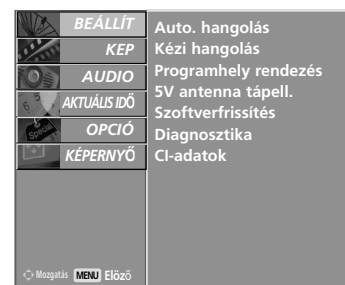 BEÁLLÍT
KEP
AUDIO
AKTUÁLIS IDŐ
OPCIÓ
KÉPERNYŐ
Auto. hangolás
Kézi hangolás
Programhely rendezés
5V antenna tápell.
Szoftverfrissítés
Diagnosztika
CI-adatok
Mozgatás MENU Előző